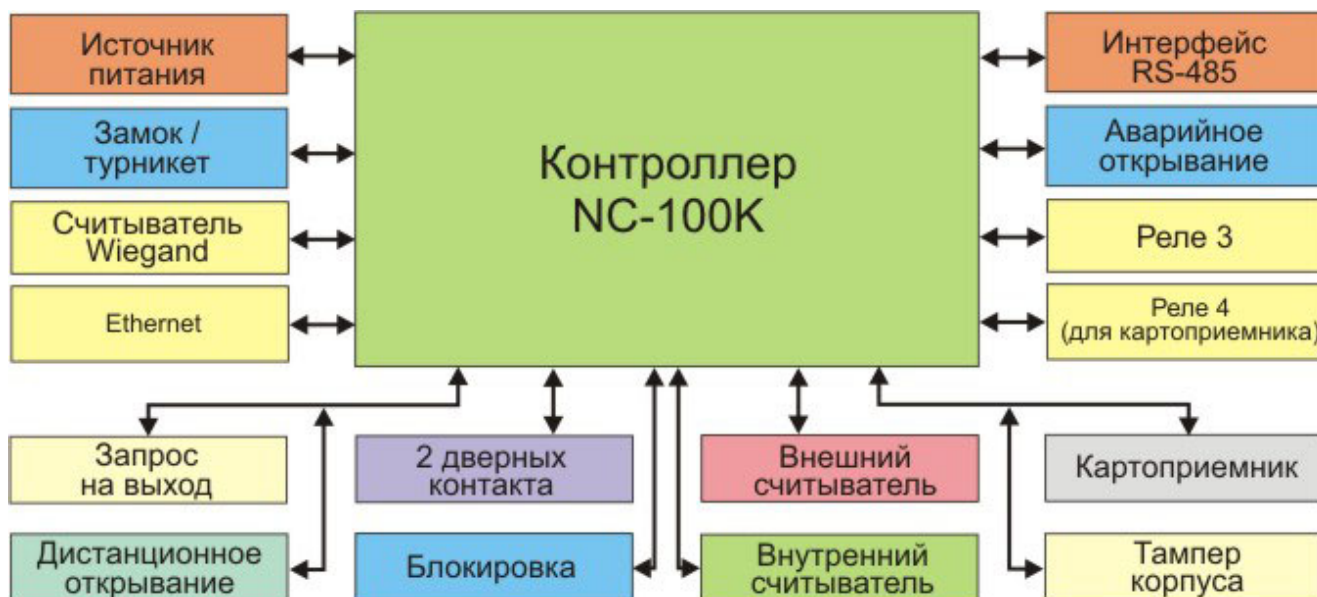 Источник
питания
Замок /
турникет
Считыватель
Wiegand
Ethernet
Контроллер
NC-100K
Интерфейс
RS-485
Аварийное
открывание
Реле 3
Реле 4
(для картоприемника)
Запрос
на выход
2 дверных
контакта
Внешний
считыватель
Картоприемник
Дистанционное
открывание
Блокировка
Внутренний
считыватель
Тампер
корпуса